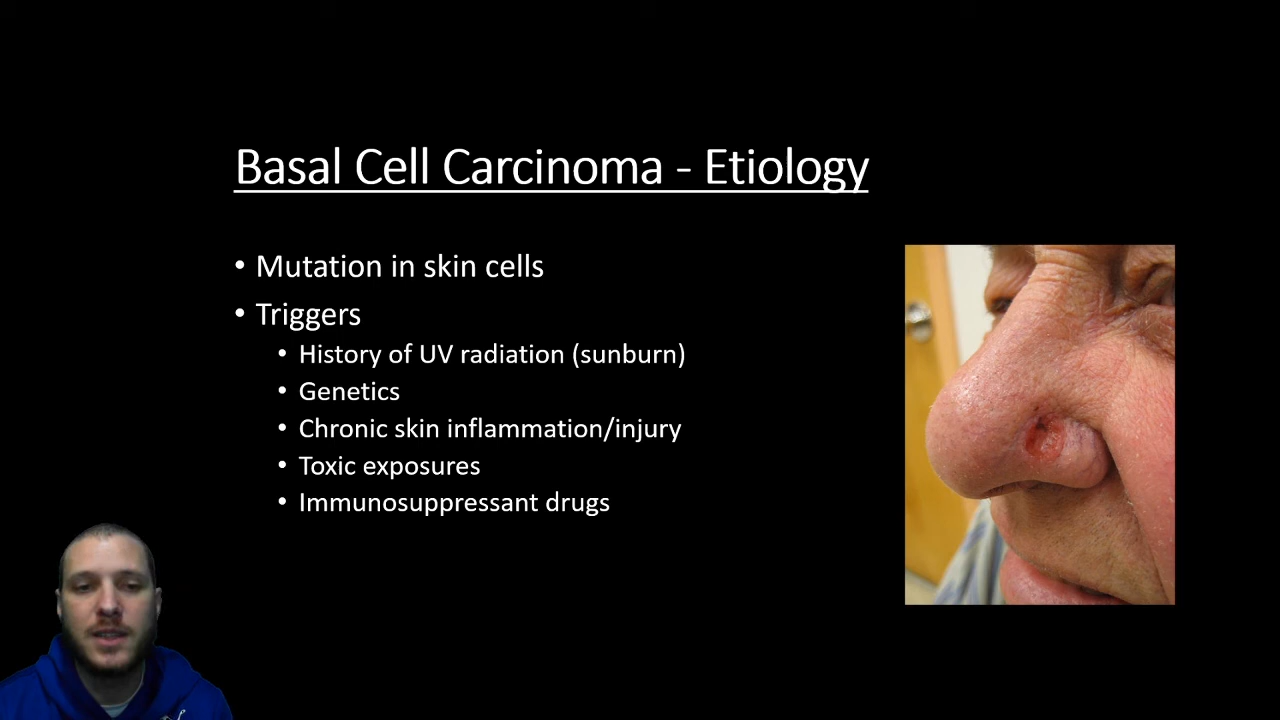 Basal Cell Carcinoma - Etiology
• Mutation in skin cells
• Triggers
• History of UV radiation (sunburn)
• Genetics
• Chronic skin inflammation/injury
• Toxic exposures
• Immunosuppressant drugs